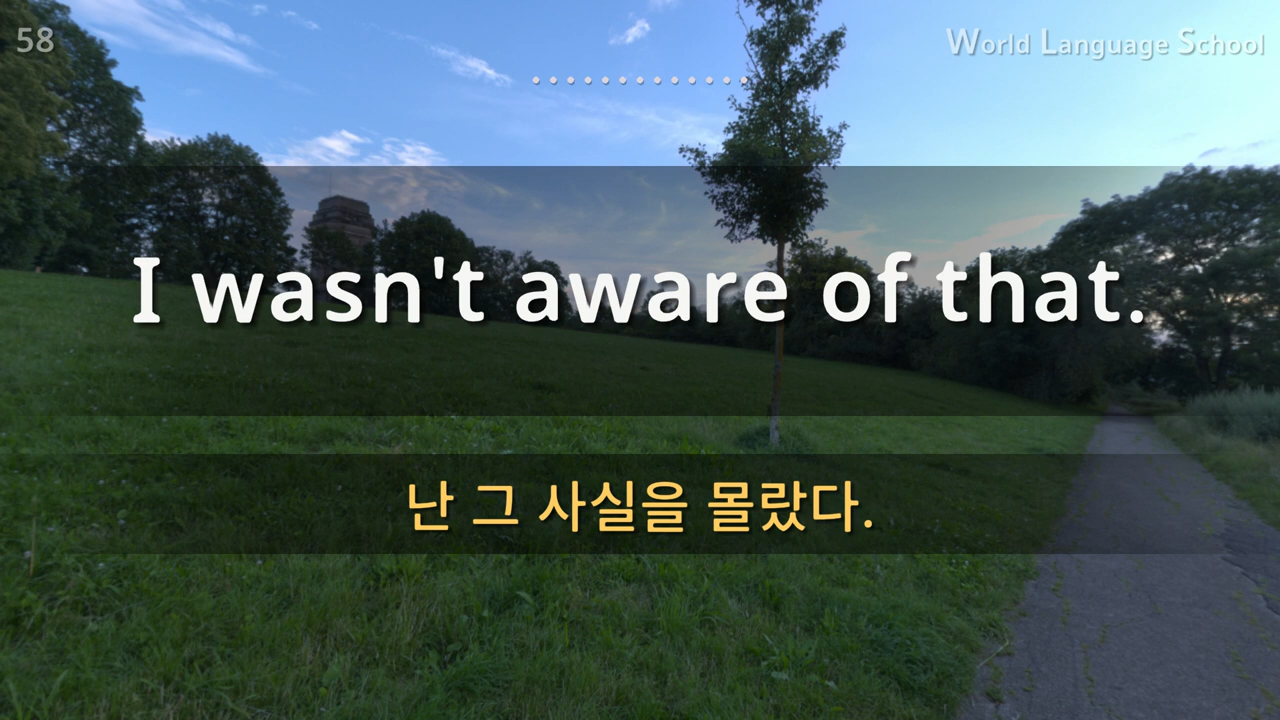 58
World Language School
I wasn't aware of that.
난 그 사실을 몰랐다.